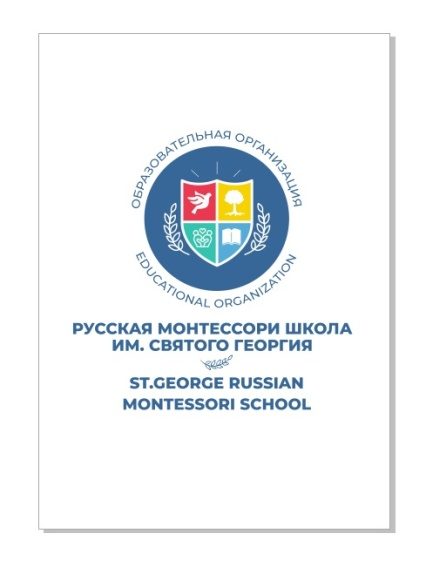 ОБРАЗОВАТЕЛЬНАЯ ОРГАНИЗАЦИЯ
EDUCATIONAL ORGANIZATION
РУССКАЯ МОНТЕССОРИ ШКОЛА
ИМ. СВЯТОГО ГЕОРГИЯ
ST.GEORGE RUSSIAN
MONTESSORI SCHOOL